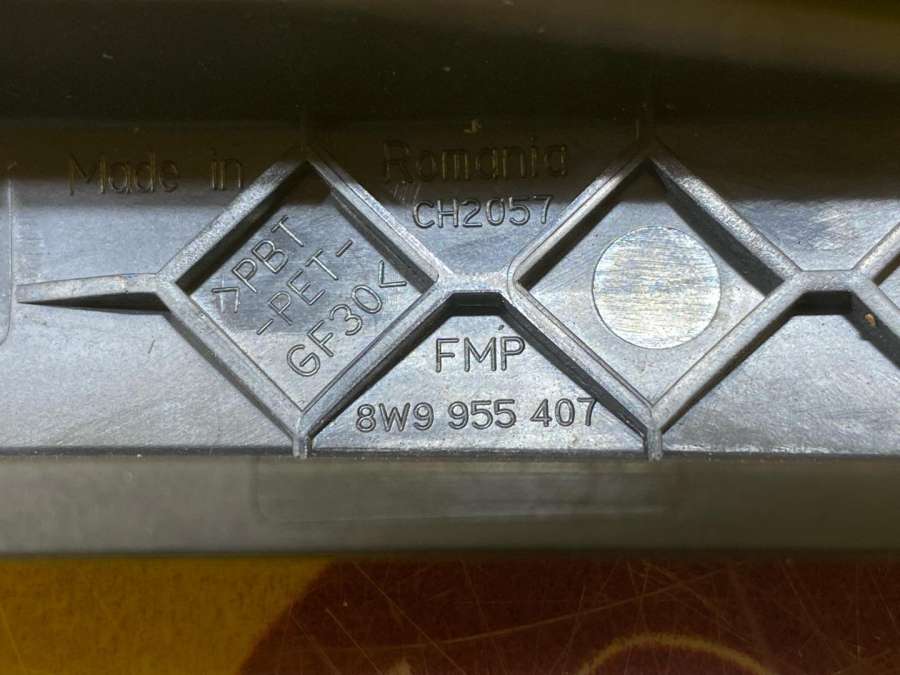 Made in Romania
CH2057
>PBT
-PET-
GF30<
FMP
8W9 955 407